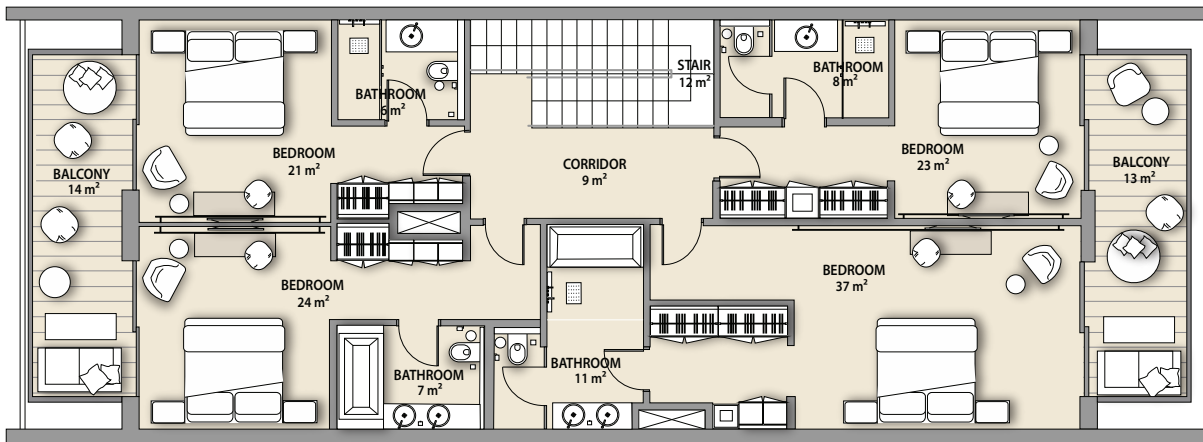 STAIR
12 m²
BATHROOM
8 m²
BATHROOM
6 m²
BEDROOM
21 m²
CORRIDOR
9 m²
BEDROOM
23 m²
BALCONY
14 m²
BALCONY
13 m²
BEDROOM
24 m²
BEDROOM
37 m²
BATHROOM
7 m²
BATHROOM
11 m²